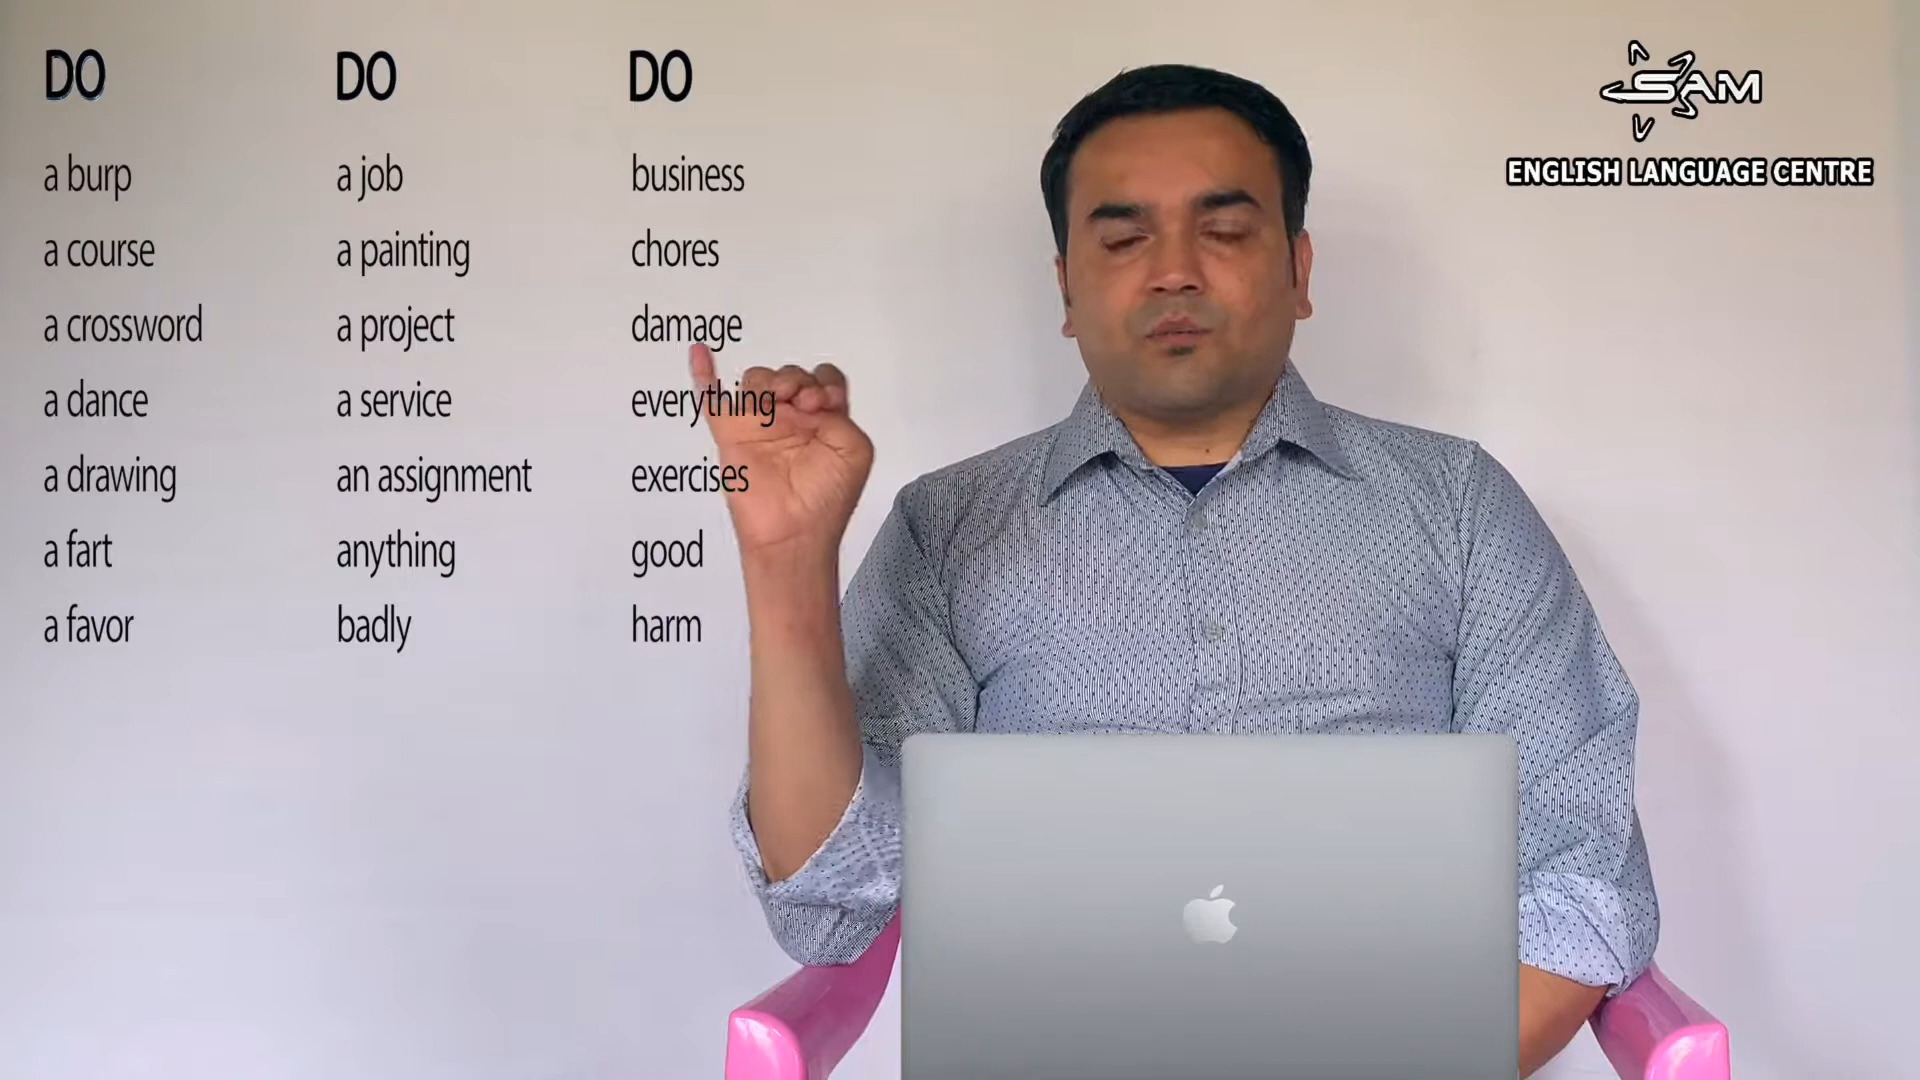 DO
a burp
a course
a crossword
a dance
a drawing
a fart
a favor
DO
a job
a painting
a project
a service
an assignment
anything
badly
DO
business
chores
damage
everything
exercises
good
harm
SAM
ENGLISH LANGUAGE CENTRE